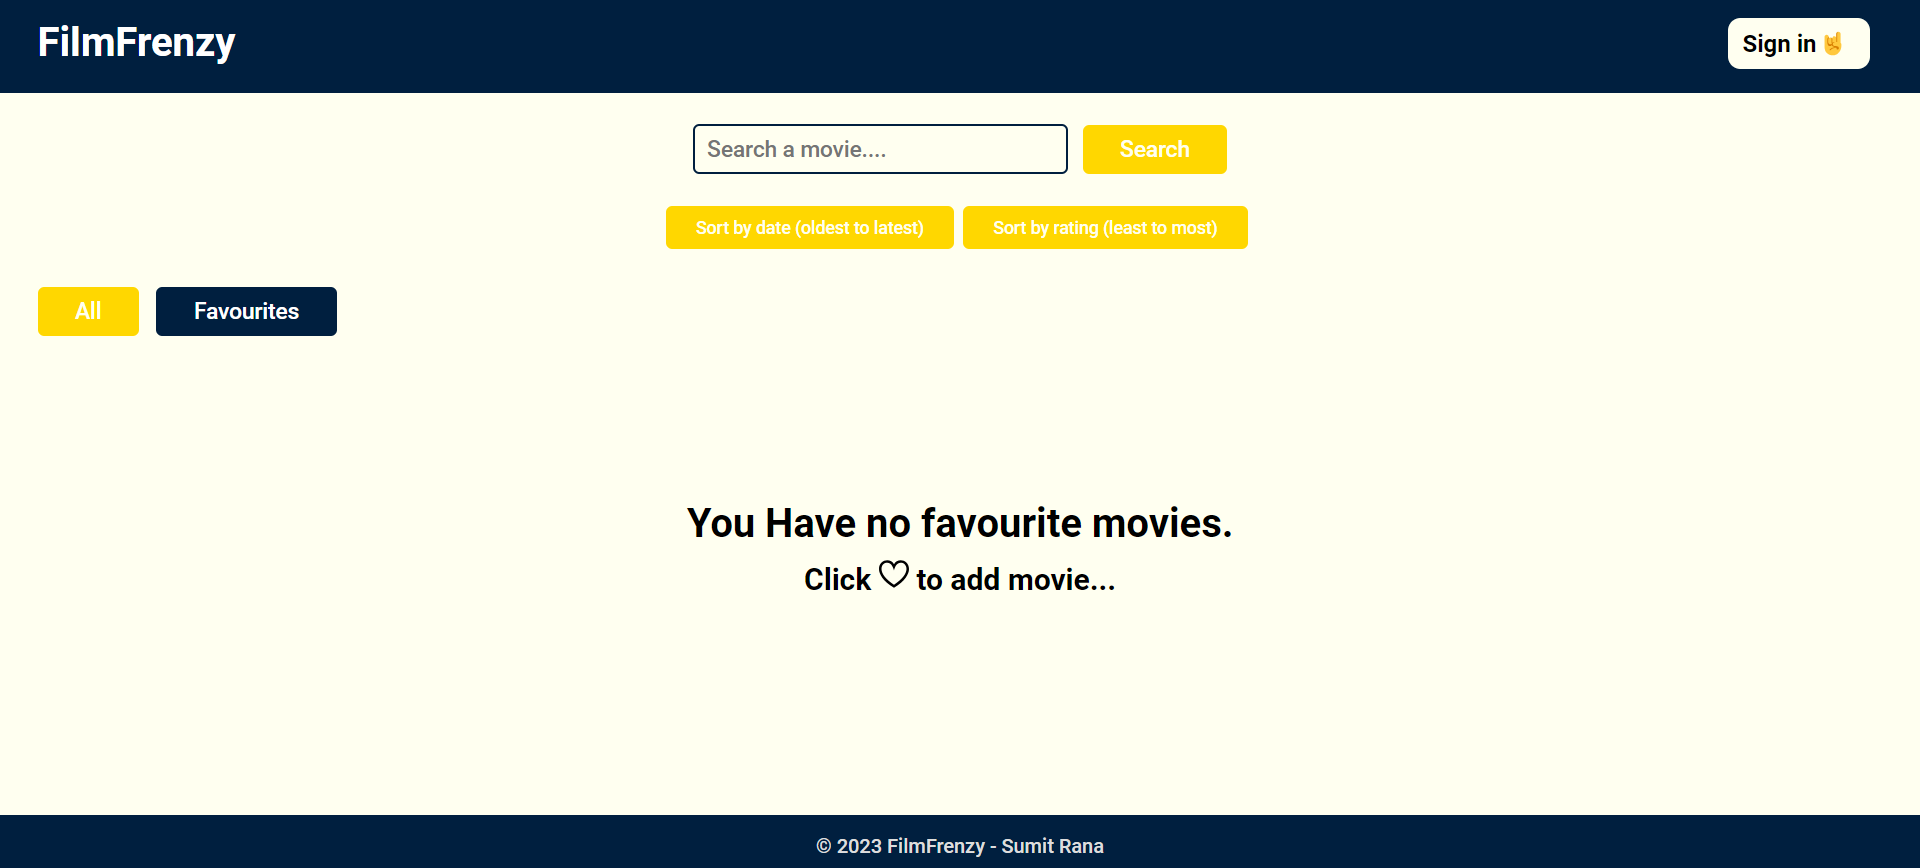 FilmFrenzy
Sign in 🤘
Search a movie....
Search
Sort by date (oldest to latest)
Sort by rating (least to most)
All
Favourites
You Have no favourite movies.
Click ♡ to add movie...
© 2023 FilmFrenzy - Sumit Rana